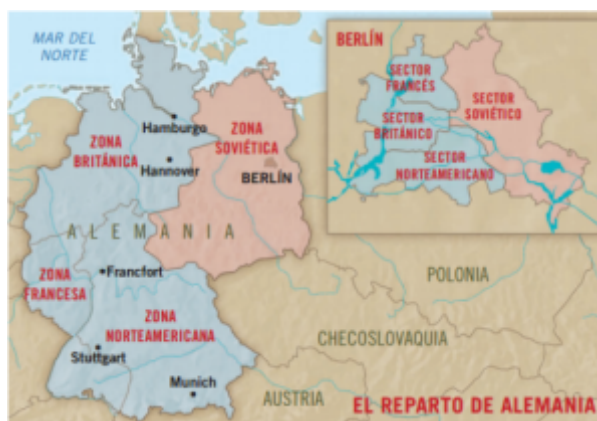 MAR DEL
NORTE
Hamburgo
ZONA
BRITÁNICA
Hannover
ZONA
SOVIÉTICA
BERLÍN
ALEMANIA
ZONA
FRANCESA
Francfort
ZONA
NORTEAMERICANA
Stuttgart
Munich
BERLÍN
SECTOR
FRANCÉS
SECTOR
SOVIÉTICO
SECTOR
BRITÁNICO
SECTOR
NORTEAMERICANO
POLONIA
CHECOSLOVAQUIA
AUSTRIA
EL REPARTO DE ALEMANIA